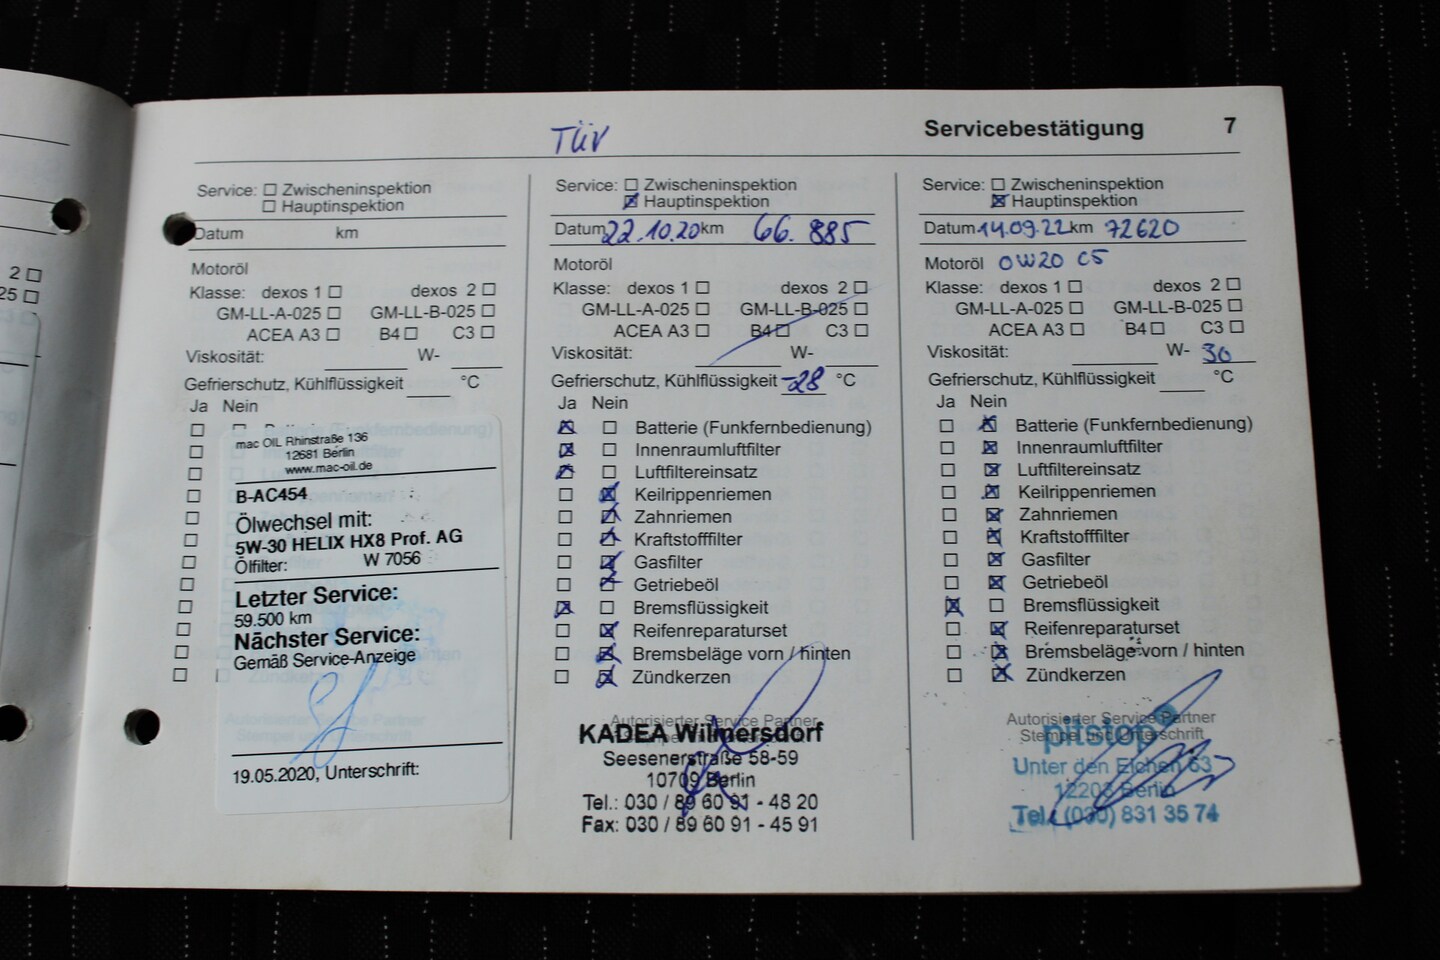 TÜV
Servicebestätigung 7
Service: ☐ Zwischeninspektion
☐ Hauptinspektion
Datum km
Motoröl
Klasse: dexos 1 ☐ dexos 2 ☐
GM-LL-A-025 ☐ GM-LL-B-025 ☐
ACEA A3 ☐ B4 ☐ C3 ☐
Viskosität: W-
Gefrierschutz, Kühlflüssigkeit °C
Ja Nein
mac OIL Rhinstraße 136
12681 Berlin
www.mac-oil.de
B-AC454
Ölwechsel mit:
5W-30 HELIX HX8 Prof. AG
Ölfilter: W 7056
Letzter Service:
59.500 km
Nächster Service:
Gemäß Service-Anzeige
19.05.2020, Unterschrift:
Service: ☐ Zwischeninspektion
☒ Hauptinspektion
Datum 22.10.20 km 66.885
Motoröl
Klasse: dexos 1 ☐ dexos 2 ☐
GM-LL-A-025 ☐ GM-LL-B-025 ☐
ACEA A3 ☐ B4 ☐ C3 ☐
Viskosität: W-
Gefrierschutz, Kühlflüssigkeit -28 °C
Ja Nein
☒ ☐ Batterie (Funkfernbedienung)
☒ ☐ Innenraumluftfilter
☒ ☐ Luftfiltereinsatz
☐ ☒ Keilrippenriemen
☐ ☒ Zahnriemen
☐ ☒ Kraftstofffilter
☐ ☒ Gasfilter
☐ ☒ Getriebeöl
☒ ☐ Bremsflüssigkeit
☐ ☒ Reifenreparaturset
☐ ☒ Bremsbeläge vorn / hinten
☐ ☒ Zündkerzen
Autorisierter Service Partner
KADEA Wilmersdorf
Seesenerstraße 58-59
10709 Berlin
Tel.: 030 / 89 60 91 - 48 20
Fax: 030 / 89 60 91 - 45 91
Service: ☐ Zwischeninspektion
☒ Hauptinspektion
Datum 14.09.22 km 72620
Motoröl 0W20 C5
Klasse: dexos 1 ☐ dexos 2 ☐
GM-LL-A-025 ☐ GM-LL-B-025 ☐
ACEA A3 ☐ B4 ☐ C3 ☐
Viskosität: W- 30
Gefrierschutz, Kühlflüssigkeit °C
Ja Nein
☐ ☒ Batterie (Funkfernbedienung)
☐ ☒ Innenraumluftfilter
☐ ☒ Luftfiltereinsatz
☐ ☒ Keilrippenriemen
☐ ☒ Zahnriemen
☐ ☒ Kraftstofffilter
☐ ☒ Gasfilter
☐ ☒ Getriebeöl
☒ ☐ Bremsflüssigkeit
☐ ☒ Reifenreparaturset
☐ ☒ Bremsbeläge vorn / hinten
☐ ☒ Zündkerzen
Autorisierter Service Partner
Stempel und Unterschrift
pitstop
Unter den Eichen 63
12203 Berlin
Tel.: (030) 831 35 74